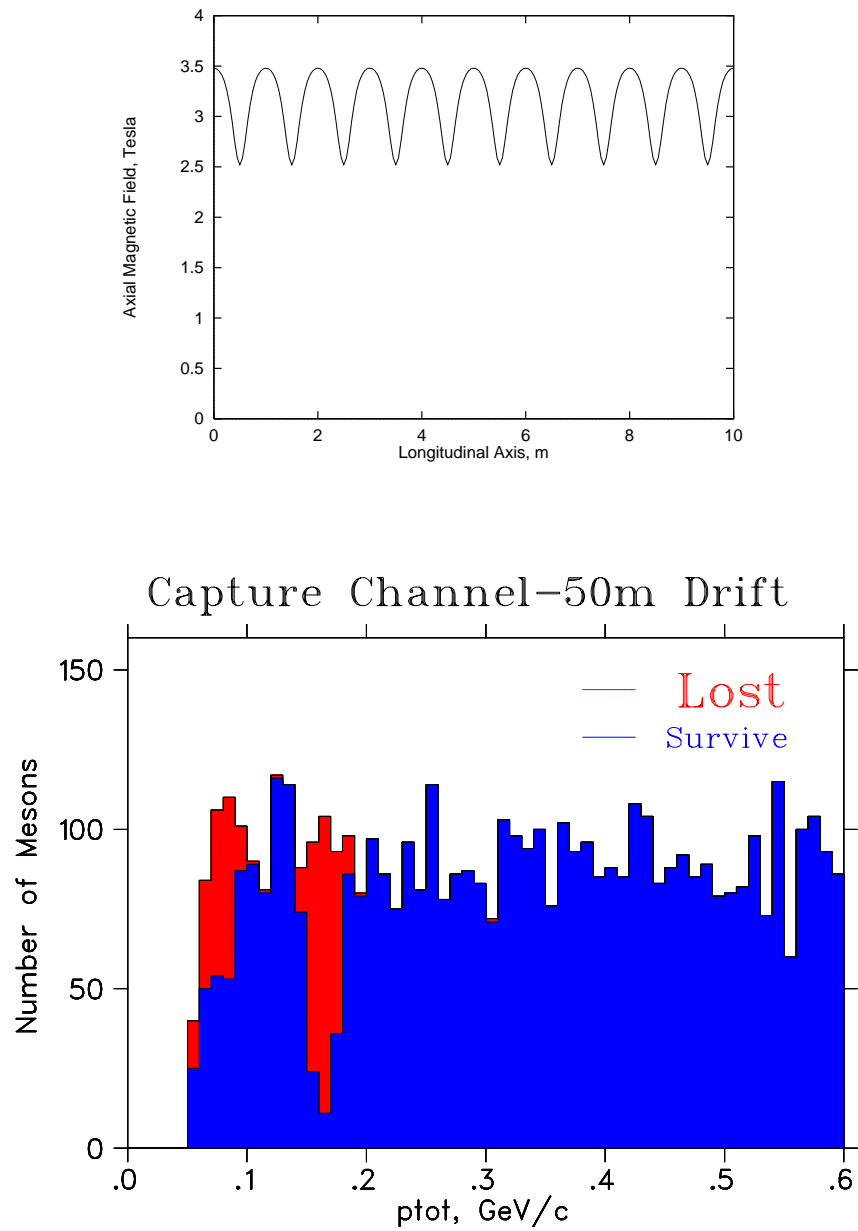 4
3.5
3
2.5
2
1.5
1
0.5
0
Axial Magnetic Field, Tesla
0 2 4 6 8 10
Longitudinal Axis, m
Capture Channel-50m Drift
150
100
50
0
Number of Mesons
Lost
Survive
.0 .1 .2 .3 .4 .5 .6
ptot, GeV/c